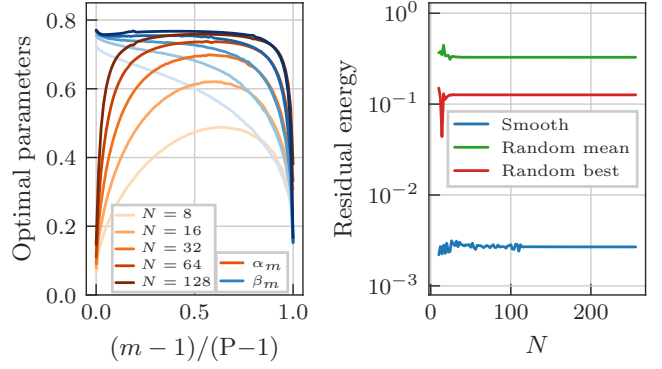 Optimal parameters
0.8
0.6
0.4
0.2
0.0
N = 8
N = 16
N = 32
N = 64
N = 128
α_m
β_m
0.0 0.5 1.0
(m − 1)/(P−1)
Residual energy
10^0
10^−1
10^−2
10^−3
Smooth
Random mean
Random best
0 100 200
N